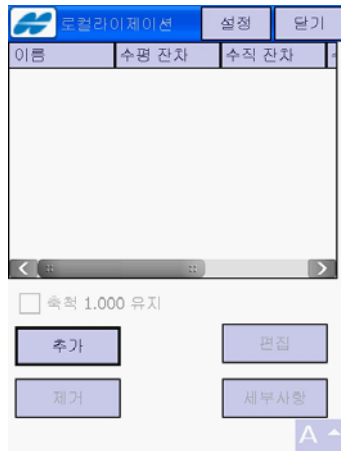 로컬라이제이션 설정 닫기
이름 수평 잔차 수직 잔차
축척 1.000 유지
추가 편집
제거 세부사항
A